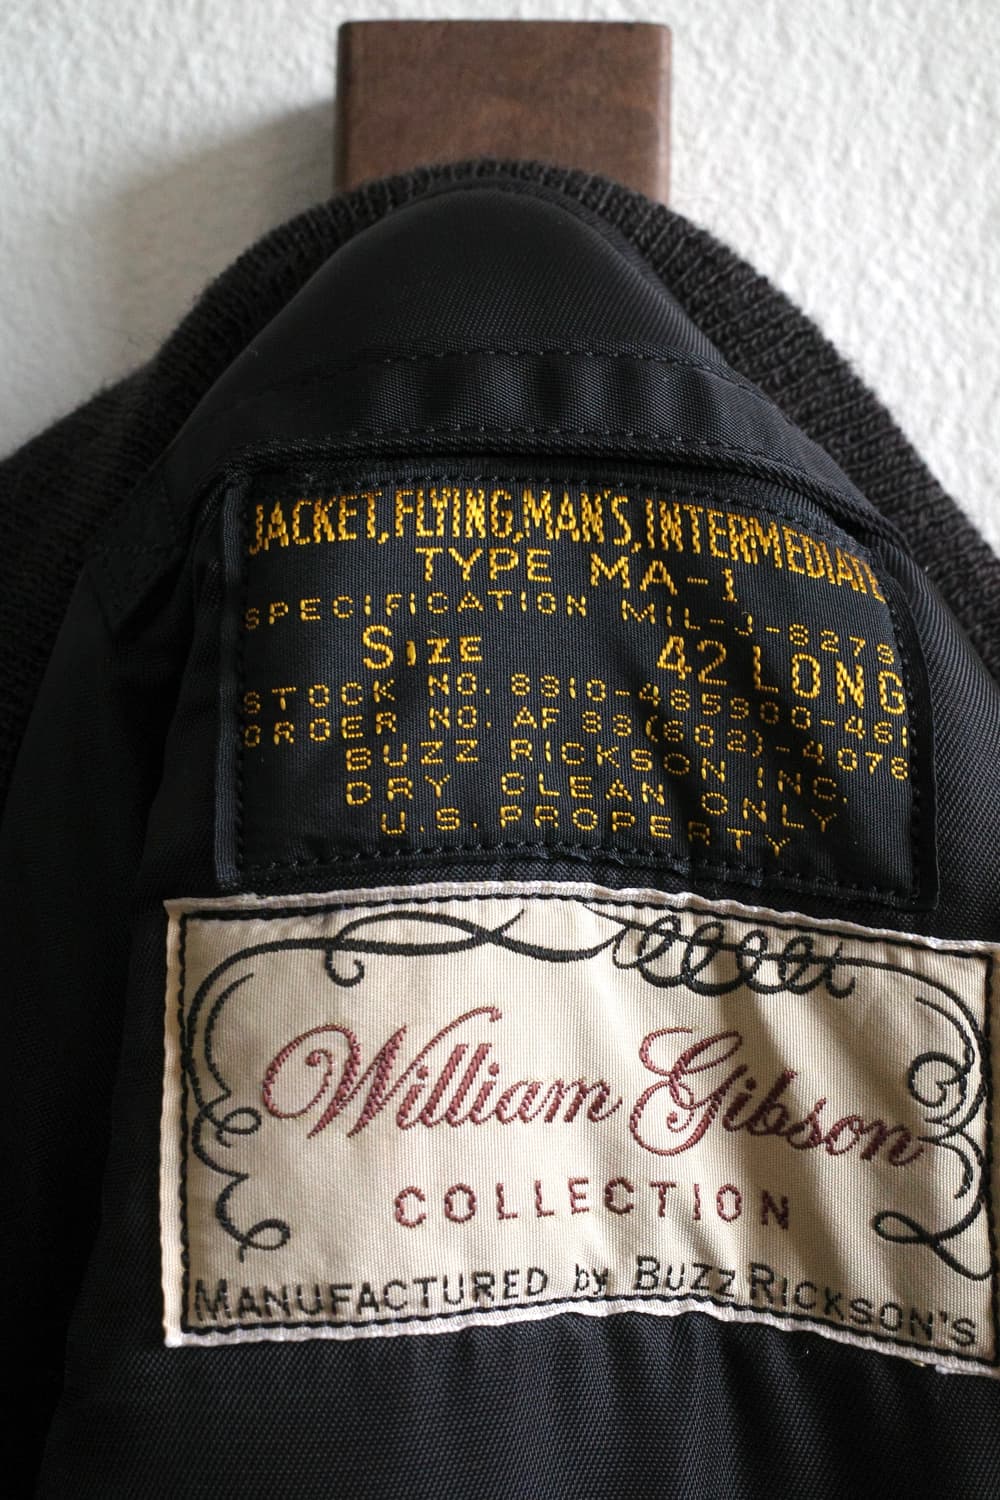 JACKET, FLYING, MAN'S, INTERMEDIATE
TYPE MA-1
SPECIFICATION MIL-J-8279
SIZE 42 LONG
STOCK NO. 8310-485900-48
ORDER NO. AF 33(602)-4078
BUZZ RICKSON INC.
DRY CLEAN ONLY
U.S. PROPERTY
William Gibson
COLLECTION
MANUFACTURED by BUZZ RICKSON'S